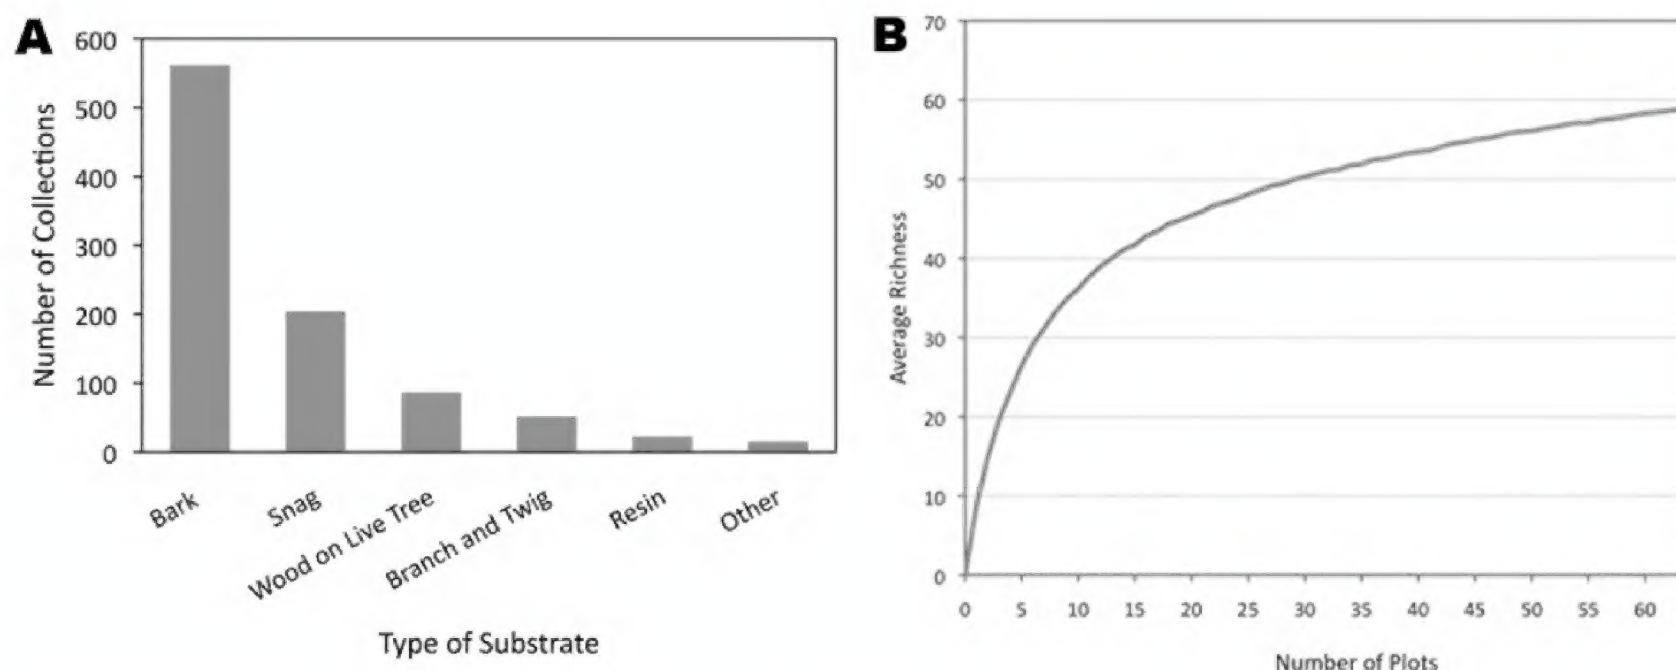 A
Number of Collections
600
500
400
300
200
100
0
Bark
Snag
Wood on Live Tree
Branch and Twig
Resin
Other
Type of Substrate
B
Average Richness
70
60
50
40
30
20
10
0
0 5 10 15 20 25 30 35 40 45 50 55 60
Number of Plots